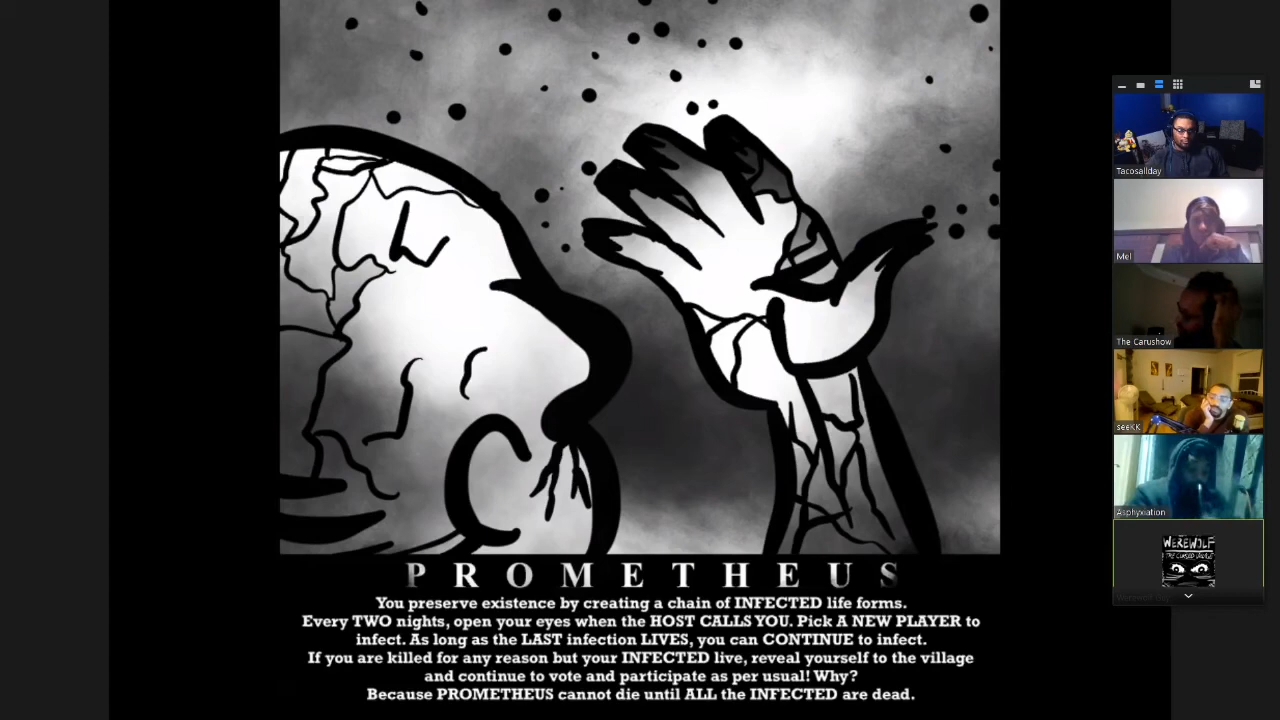 Tacosallday
Mel
The Carushow
seeKK
Asphyxiation
WEREWOLF
PROMETHEUS
You preserve existence by creating a chain of INFECTED life forms.
Every TWO nights, open your eyes when the HOST CALLS YOU. Pick A NEW PLAYER to
infect. As long as the LAST infection LIVES, you can CONTINUE to infect.
If you are killed for any reason but your INFECTED live, reveal yourself to the village
and continue to vote and participate as per usual! Why?
Because PROMETHEUS cannot die until ALL the INFECTED are dead.